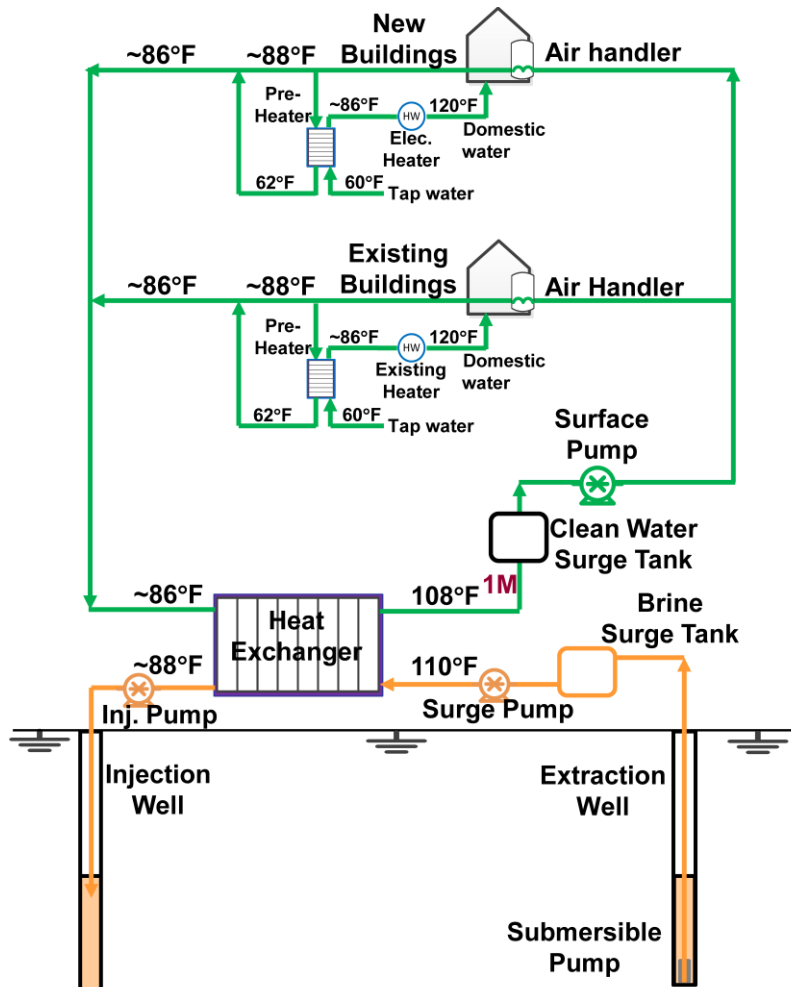 New
Buildings
~86°F
~88°F
Air handler
Pre-
Heater
~86°F
HW
120°F
Elec.
Heater
Domestic
water
62°F
60°F
Tap water
Existing
Buildings
~86°F
~88°F
Air Handler
Pre-
Heater
~86°F
HW
120°F
Existing
Heater
Domestic
water
62°F
60°F
Tap water
Surface
Pump
Clean Water
Surge Tank
1M
~86°F
108°F
Heat
Exchanger
Brine
Surge Tank
~88°F
110°F
Inj. Pump
Surge Pump
Injection
Well
Extraction
Well
Submersible
Pump